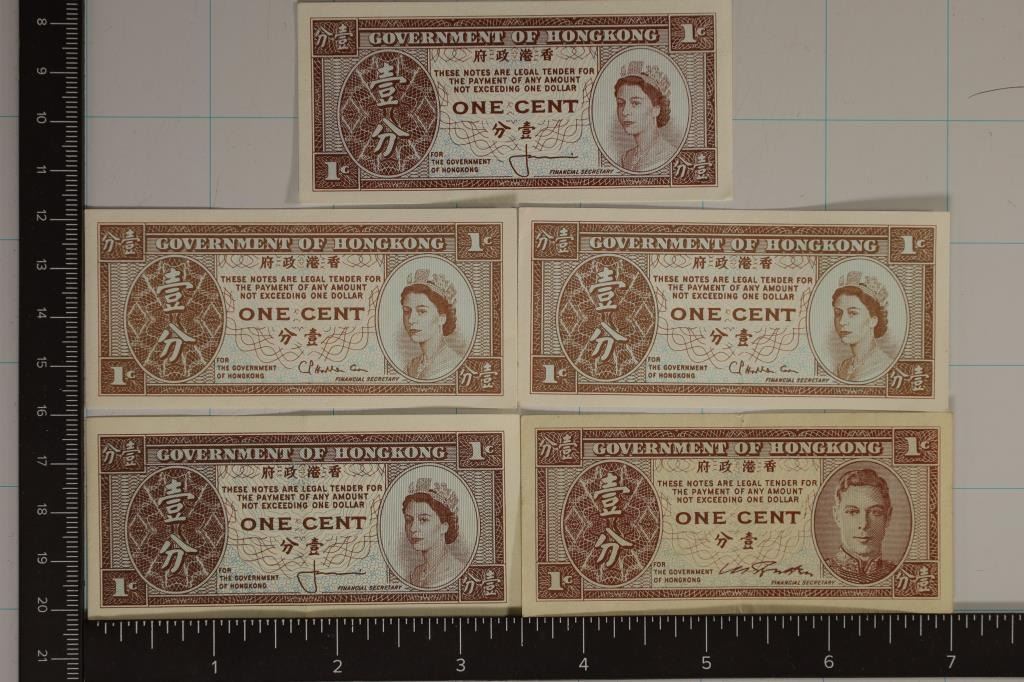 分壹 GOVERNMENT OF HONGKONG 1c
府政港香
THESE NOTES ARE LEGAL TENDER FOR
THE PAYMENT OF ANY AMOUNT
NOT EXCEEDING ONE DOLLAR
壹分
ONE CENT
分壹
FOR
THE GOVERNMENT
OF HONGKONG
FINANCIAL SECRETARY
1c 分壹
分壹 GOVERNMENT OF HONGKONG 1c
府政港香
THESE NOTES ARE LEGAL TENDER FOR
THE PAYMENT OF ANY AMOUNT
NOT EXCEEDING ONE DOLLAR
壹分
ONE CENT
分壹
FOR
THE GOVERNMENT
OF HONGKONG
FINANCIAL SECRETARY
1c 分壹
分壹 GOVERNMENT OF HONGKONG 1c
府政港香
THESE NOTES ARE LEGAL TENDER FOR
THE PAYMENT OF ANY AMOUNT
NOT EXCEEDING ONE DOLLAR
壹分
ONE CENT
分壹
FOR
THE GOVERNMENT
OF HONGKONG
FINANCIAL SECRETARY
1c 分壹
分壹 GOVERNMENT OF HONGKONG 1c
府政港香
THESE NOTES ARE LEGAL TENDER FOR
THE PAYMENT OF ANY AMOUNT
NOT EXCEEDING ONE DOLLAR
壹分
ONE CENT
分壹
FOR
THE GOVERNMENT
OF HONGKONG
FINANCIAL SECRETARY
1c 分壹
分壹 GOVERNMENT OF HONGKONG 1c
府政港香
THESE NOTES ARE LEGAL TENDER FOR
THE PAYMENT OF ANY AMOUNT
NOT EXCEEDING ONE DOLLAR
壹分
ONE CENT
分壹
FOR
THE GOVERNMENT
OF HONGKONG
FINANCIAL SECRETARY
1c 分壹
8
9
10
11
12
13
14
15
16
17
18
19
20
21
1 2 3 4 5 6 7